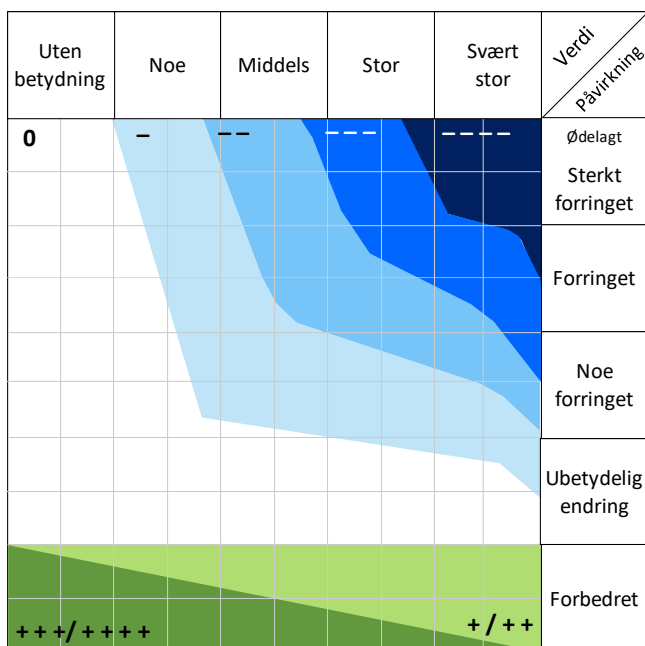 Uten
betydning
Noe
Middels
Stor
Svært
stor
Verdi
Påvirkning
0
–
– –
– – –
– – – –
Ødelagt
Sterkt
forringet
Forringet
Noe
forringet
Ubetydelig
endring
Forbedret
+ + +/+ + + +
+ / + +